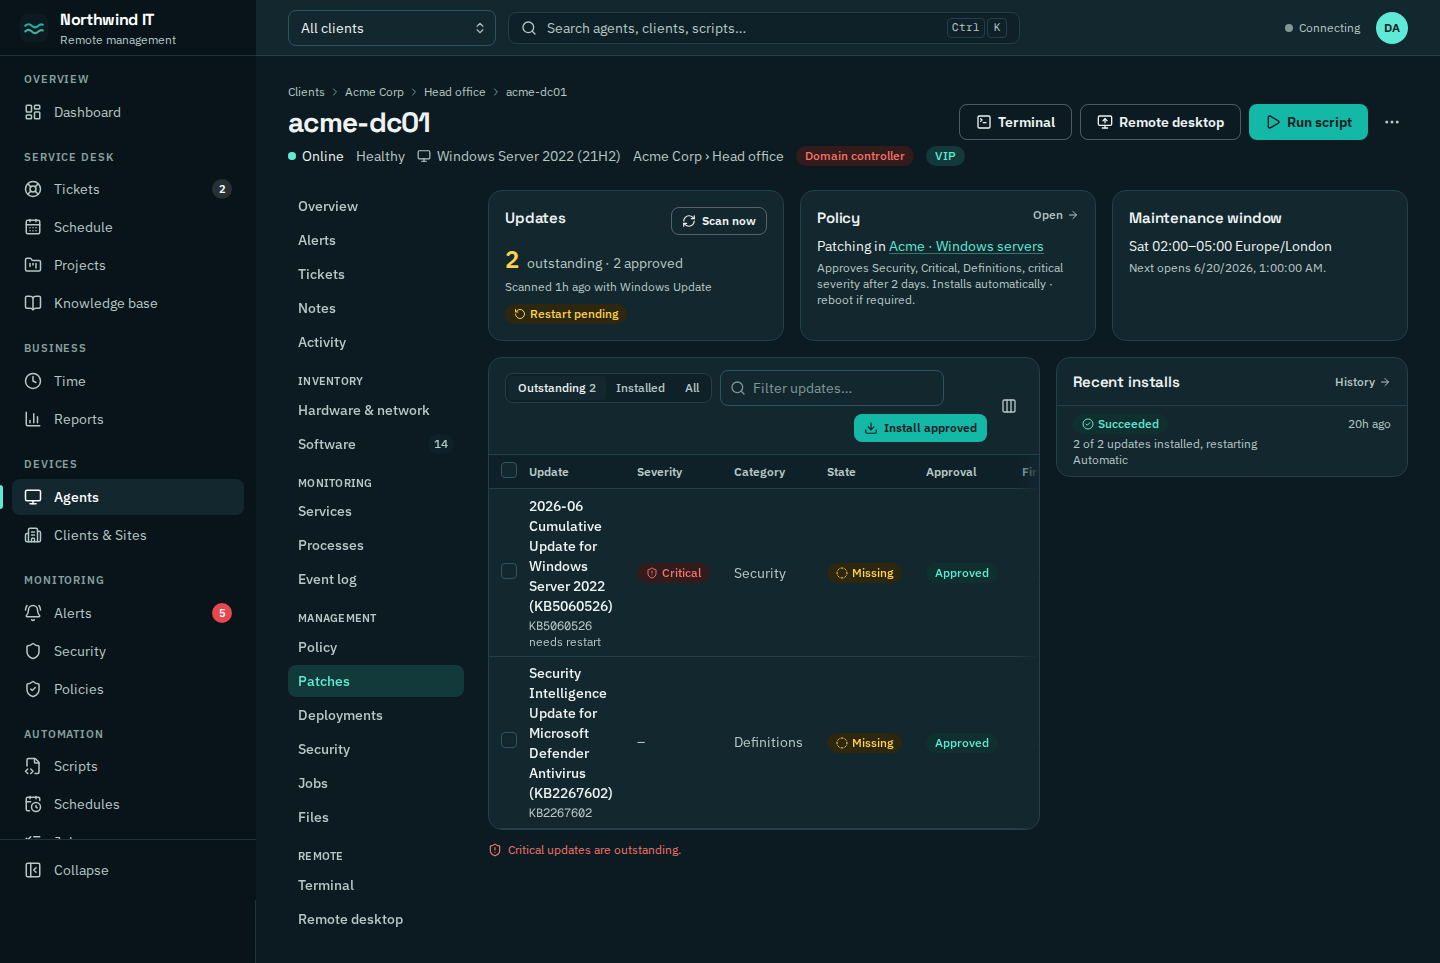 Northwind IT
Remote management
All clients
Search agents, clients, scripts...
Ctrl K
Connecting
DA
OVERVIEW
Dashboard
SERVICE DESK
Tickets 2
Schedule
Projects
Knowledge base
BUSINESS
Time
Reports
DEVICES
Agents
Clients & Sites
MONITORING
Alerts 5
Security
Policies
AUTOMATION
Scripts
Schedules
Collapse
Clients > Acme Corp > Head office > acme-dc01
acme-dc01
Terminal
Remote desktop
Run script
Online Healthy Windows Server 2022 (21H2) Acme Corp › Head office Domain controller VIP
Overview
Alerts
Tickets
Notes
Activity
INVENTORY
Hardware & network
Software 14
MONITORING
Services
Processes
Event log
MANAGEMENT
Policy
Patches
Deployments
Security
Jobs
Files
REMOTE
Terminal
Remote desktop
Updates
Scan now
2 outstanding · 2 approved
Scanned 1h ago with Windows Update
Restart pending
Policy
Open →
Patching in Acme · Windows servers
Approves Security, Critical, Definitions, critical
severity after 2 days. Installs automatically ·
reboot if required.
Maintenance window
Sat 02:00–05:00 Europe/London
Next opens 6/20/2026, 1:00:00 AM.
Outstanding 2 Installed All
Filter updates...
Install approved
Update Severity Category State Approval
2026-06
Cumulative
Update for
Windows
Server 2022
(KB5060526)
KB5060526
needs restart
Critical Security Missing Approved
Security
Intelligence
Update for
Microsoft
Defender
Antivirus
(KB2267602)
KB2267602
– Definitions Missing Approved
Critical updates are outstanding.
Recent installs
History →
Succeeded 20h ago
2 of 2 updates installed, restarting
Automatic